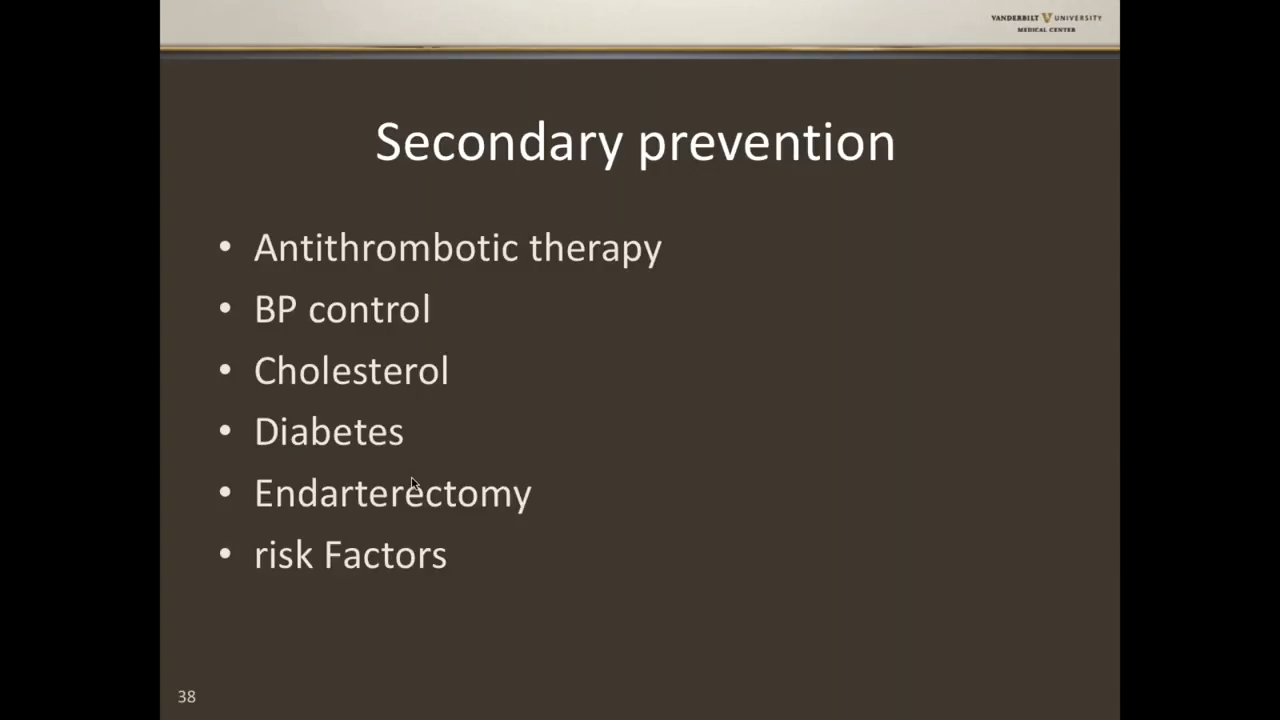 VANDERBILT V UNIVERSITY
MEDICAL CENTER
Secondary prevention
• Antithrombotic therapy
• BP control
• Cholesterol
• Diabetes
• Endarterectomy
• risk Factors
38